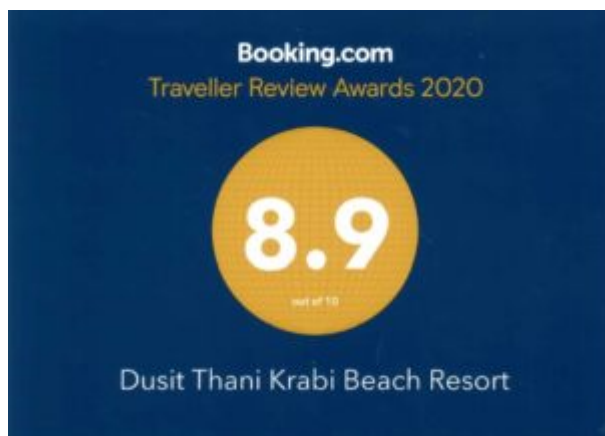 Booking.com
Traveller Review Awards 2020
8.9
out of 10
Dusit Thani Krabi Beach Resort